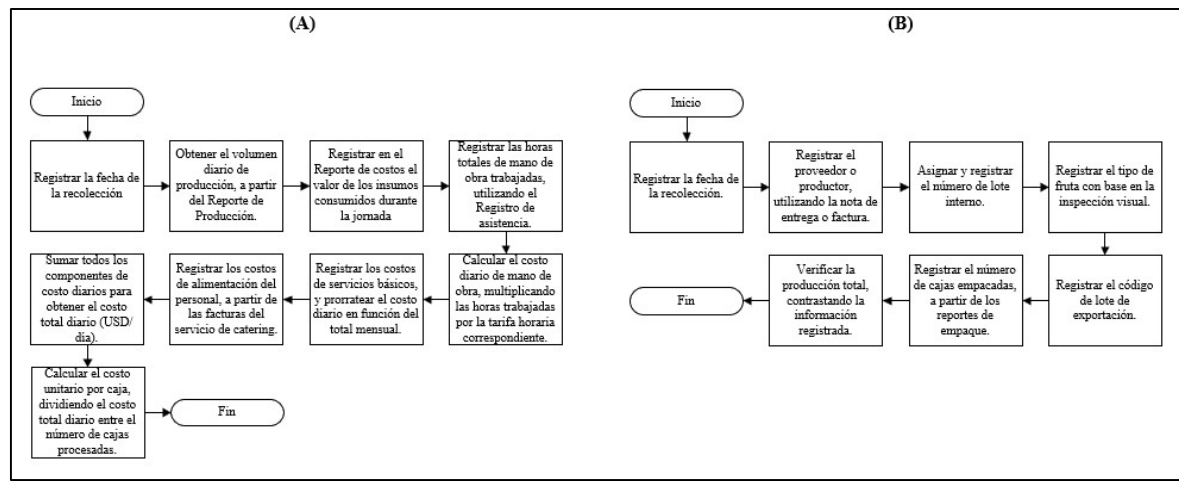 (A)
Inicio
Registrar la fecha de
la recolección
Obtener el volumen
diario de
producción, a partir
del Reporte de
Producción.
Registrar en el
Reporte de costos el
valor de los insumos
consumidos durante
la jornada
Registrar las horas
totales de mano de
obra trabajadas,
utilizando el
Registro de
asistencia.
Calcular el costo
diario de mano de
obra, multiplicando
las horas trabajadas
por la tarifa horaria
correspondiente.
Registrar los costos
de servicios básicos,
y prorratear el costo
diario en función del
total mensual.
Registrar los costos
de alimentación del
personal, a partir de
las facturas del
servicio de catering.
Sumar todos los
componentes de
costo diarios para
obtener el costo
total diario (USD/
día).
Calcular el costo
unitario por caja,
dividiendo el costo
total diario entre el
número de cajas
procesadas.
Fin
(B)
Inicio
Registrar la fecha de
la recolección.
Registrar el
proveedor o
productor,
utilizando la nota de
entrega o factura.
Asignar y registrar
el número de lote
interno.
Registrar el tipo de
fruta con base en la
inspección visual.
Registrar el código
de lote de
exportación.
Registrar el número
de cajas empacadas,
a partir de los
reportes de
empaque.
Verificar la
producción total,
contrastando la
información
registrada.
Fin